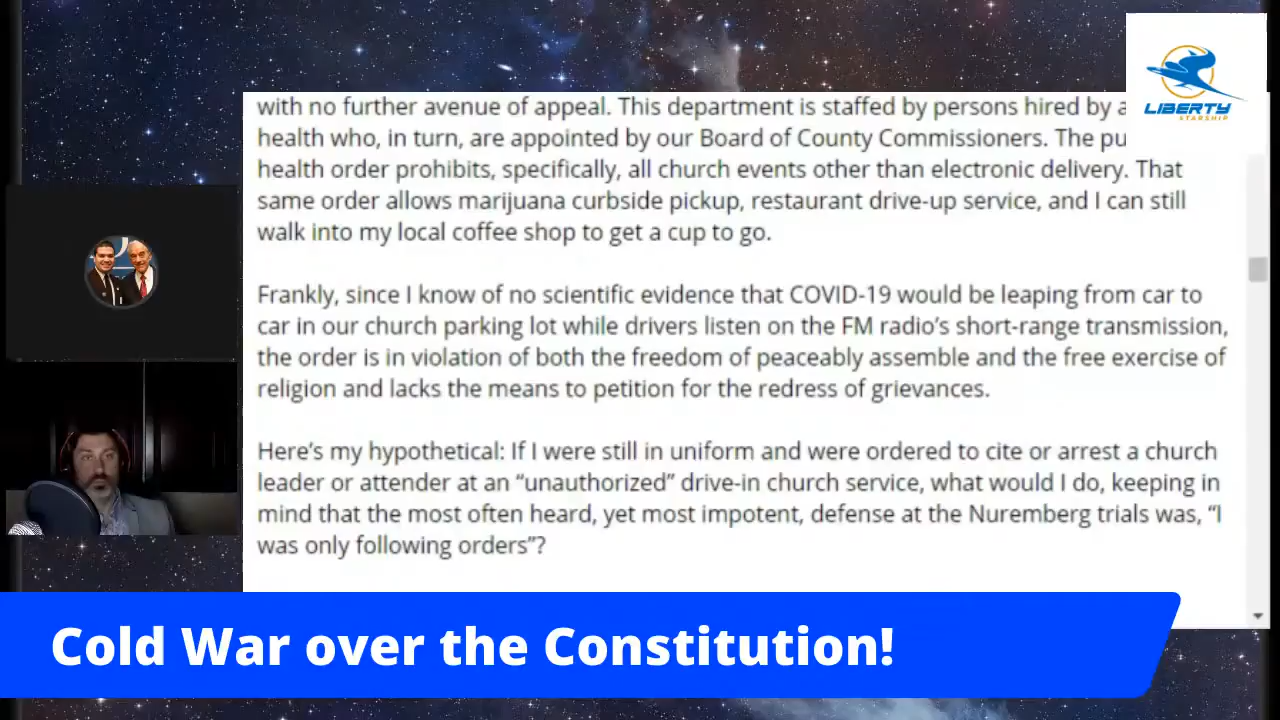 LIBERTY
STARSHIP
with no further avenue of appeal. This department is staffed by persons hired by a
health who, in turn, are appointed by our Board of County Commissioners. The pu
health order prohibits, specifically, all church events other than electronic delivery. That
same order allows marijuana curbside pickup, restaurant drive-up service, and I can still
walk into my local coffee shop to get a cup to go.
Frankly, since I know of no scientific evidence that COVID-19 would be leaping from car to
car in our church parking lot while drivers listen on the FM radio’s short-range transmission,
the order is in violation of both the freedom of peaceably assemble and the free exercise of
religion and lacks the means to petition for the redress of grievances.
Here’s my hypothetical: If I were still in uniform and were ordered to cite or arrest a church
leader or attender at an “unauthorized” drive-in church service, what would I do, keeping in
mind that the most often heard, yet most impotent, defense at the Nuremberg trials was, “I
was only following orders”?
Cold War over the Constitution!